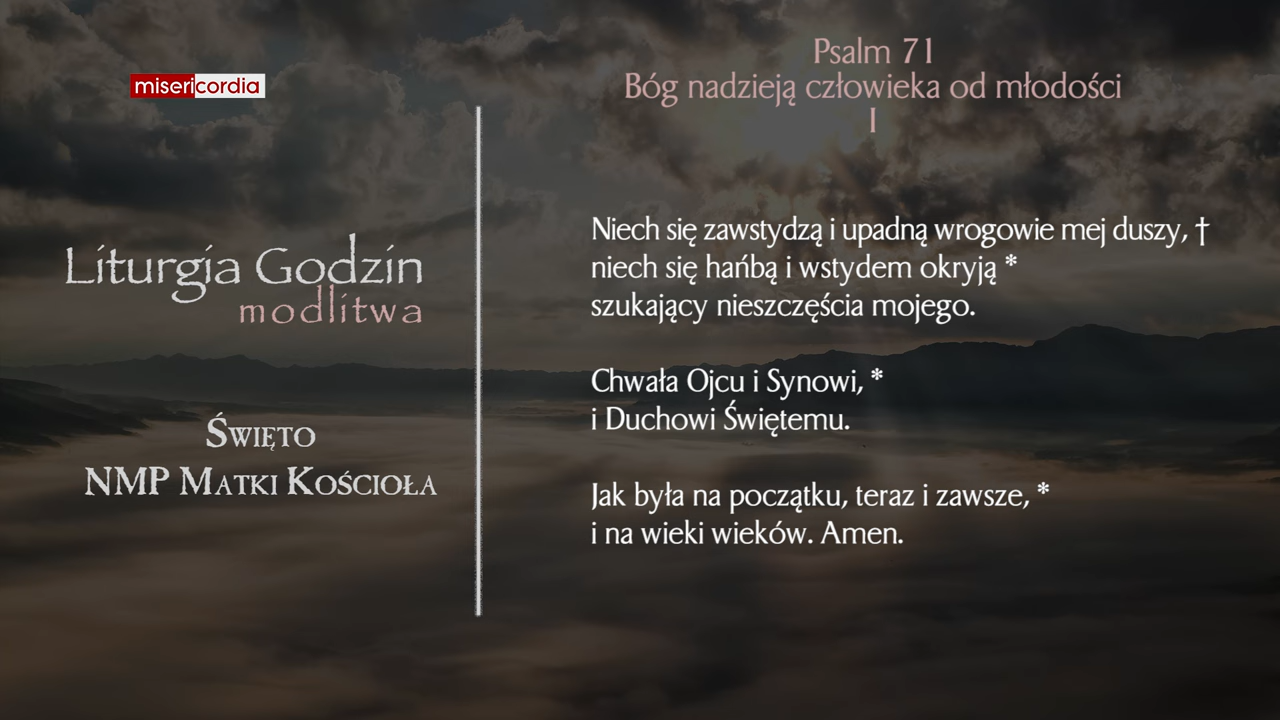 misericordia
Liturgia Godzin
modlitwa
Święto
NMP Matki Kościoła
Psalm 71
Bóg nadzieją człowieka od młodości
I
Niech się zawstydzą i upadną wrogowie mej duszy, †
niech się hańbą i wstydem okryją *
szukający nieszczęścia mojego.
Chwała Ojcu i Synowi, *
i Duchowi Świętemu.
Jak była na początku, teraz i zawsze, *
i na wieki wieków. Amen.